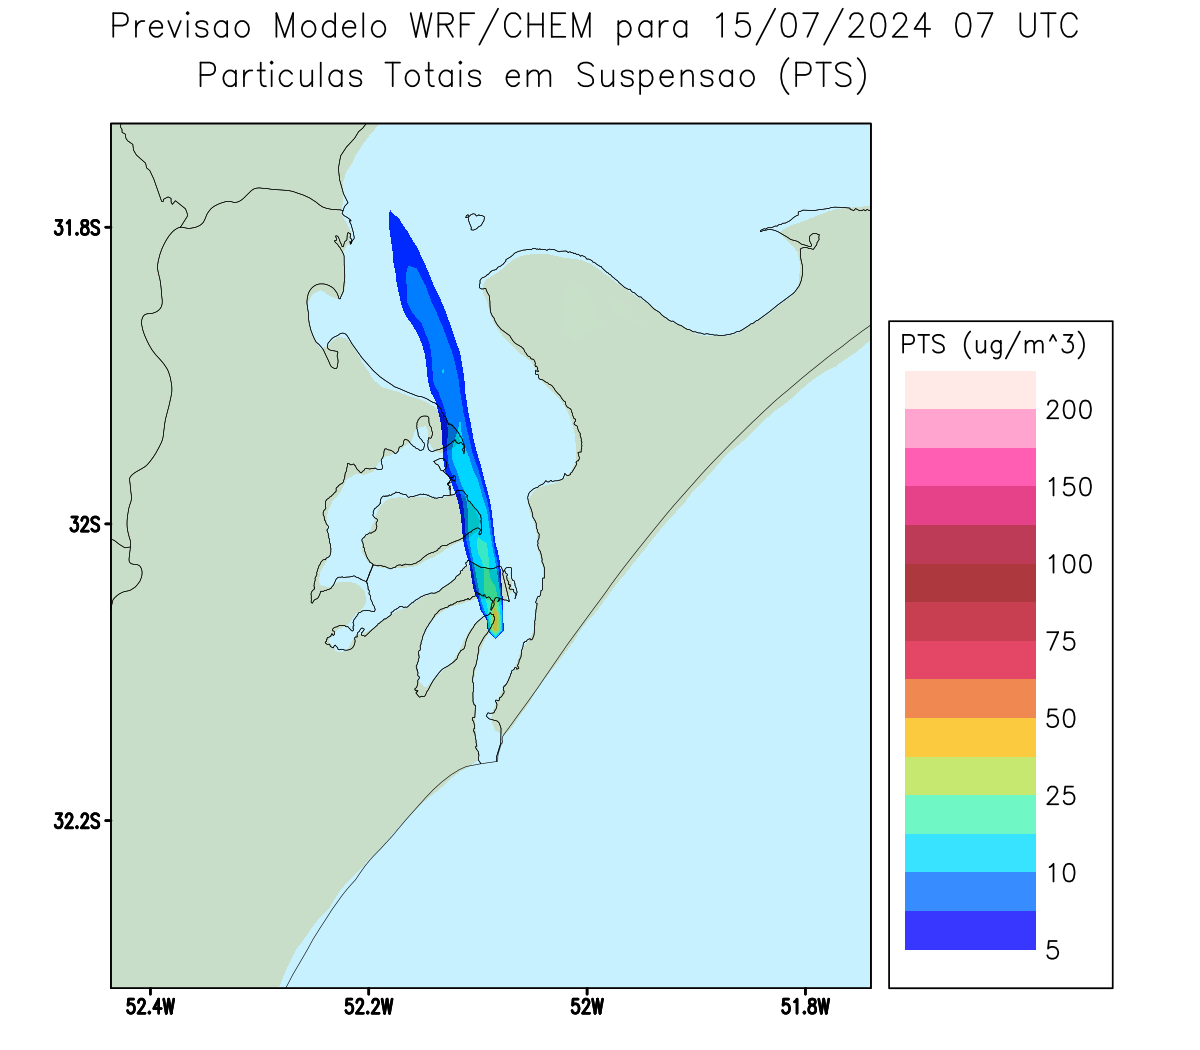 Previsao Modelo WRF/CHEM para 15/07/2024 07 UTC
Particulas Totais em Suspensao (PTS)
31.8S
32S
32.2S
52.4W
52.2W
52W
51.8W
PTS (ug/m^3)
200
150
100
75
50
25
10
5